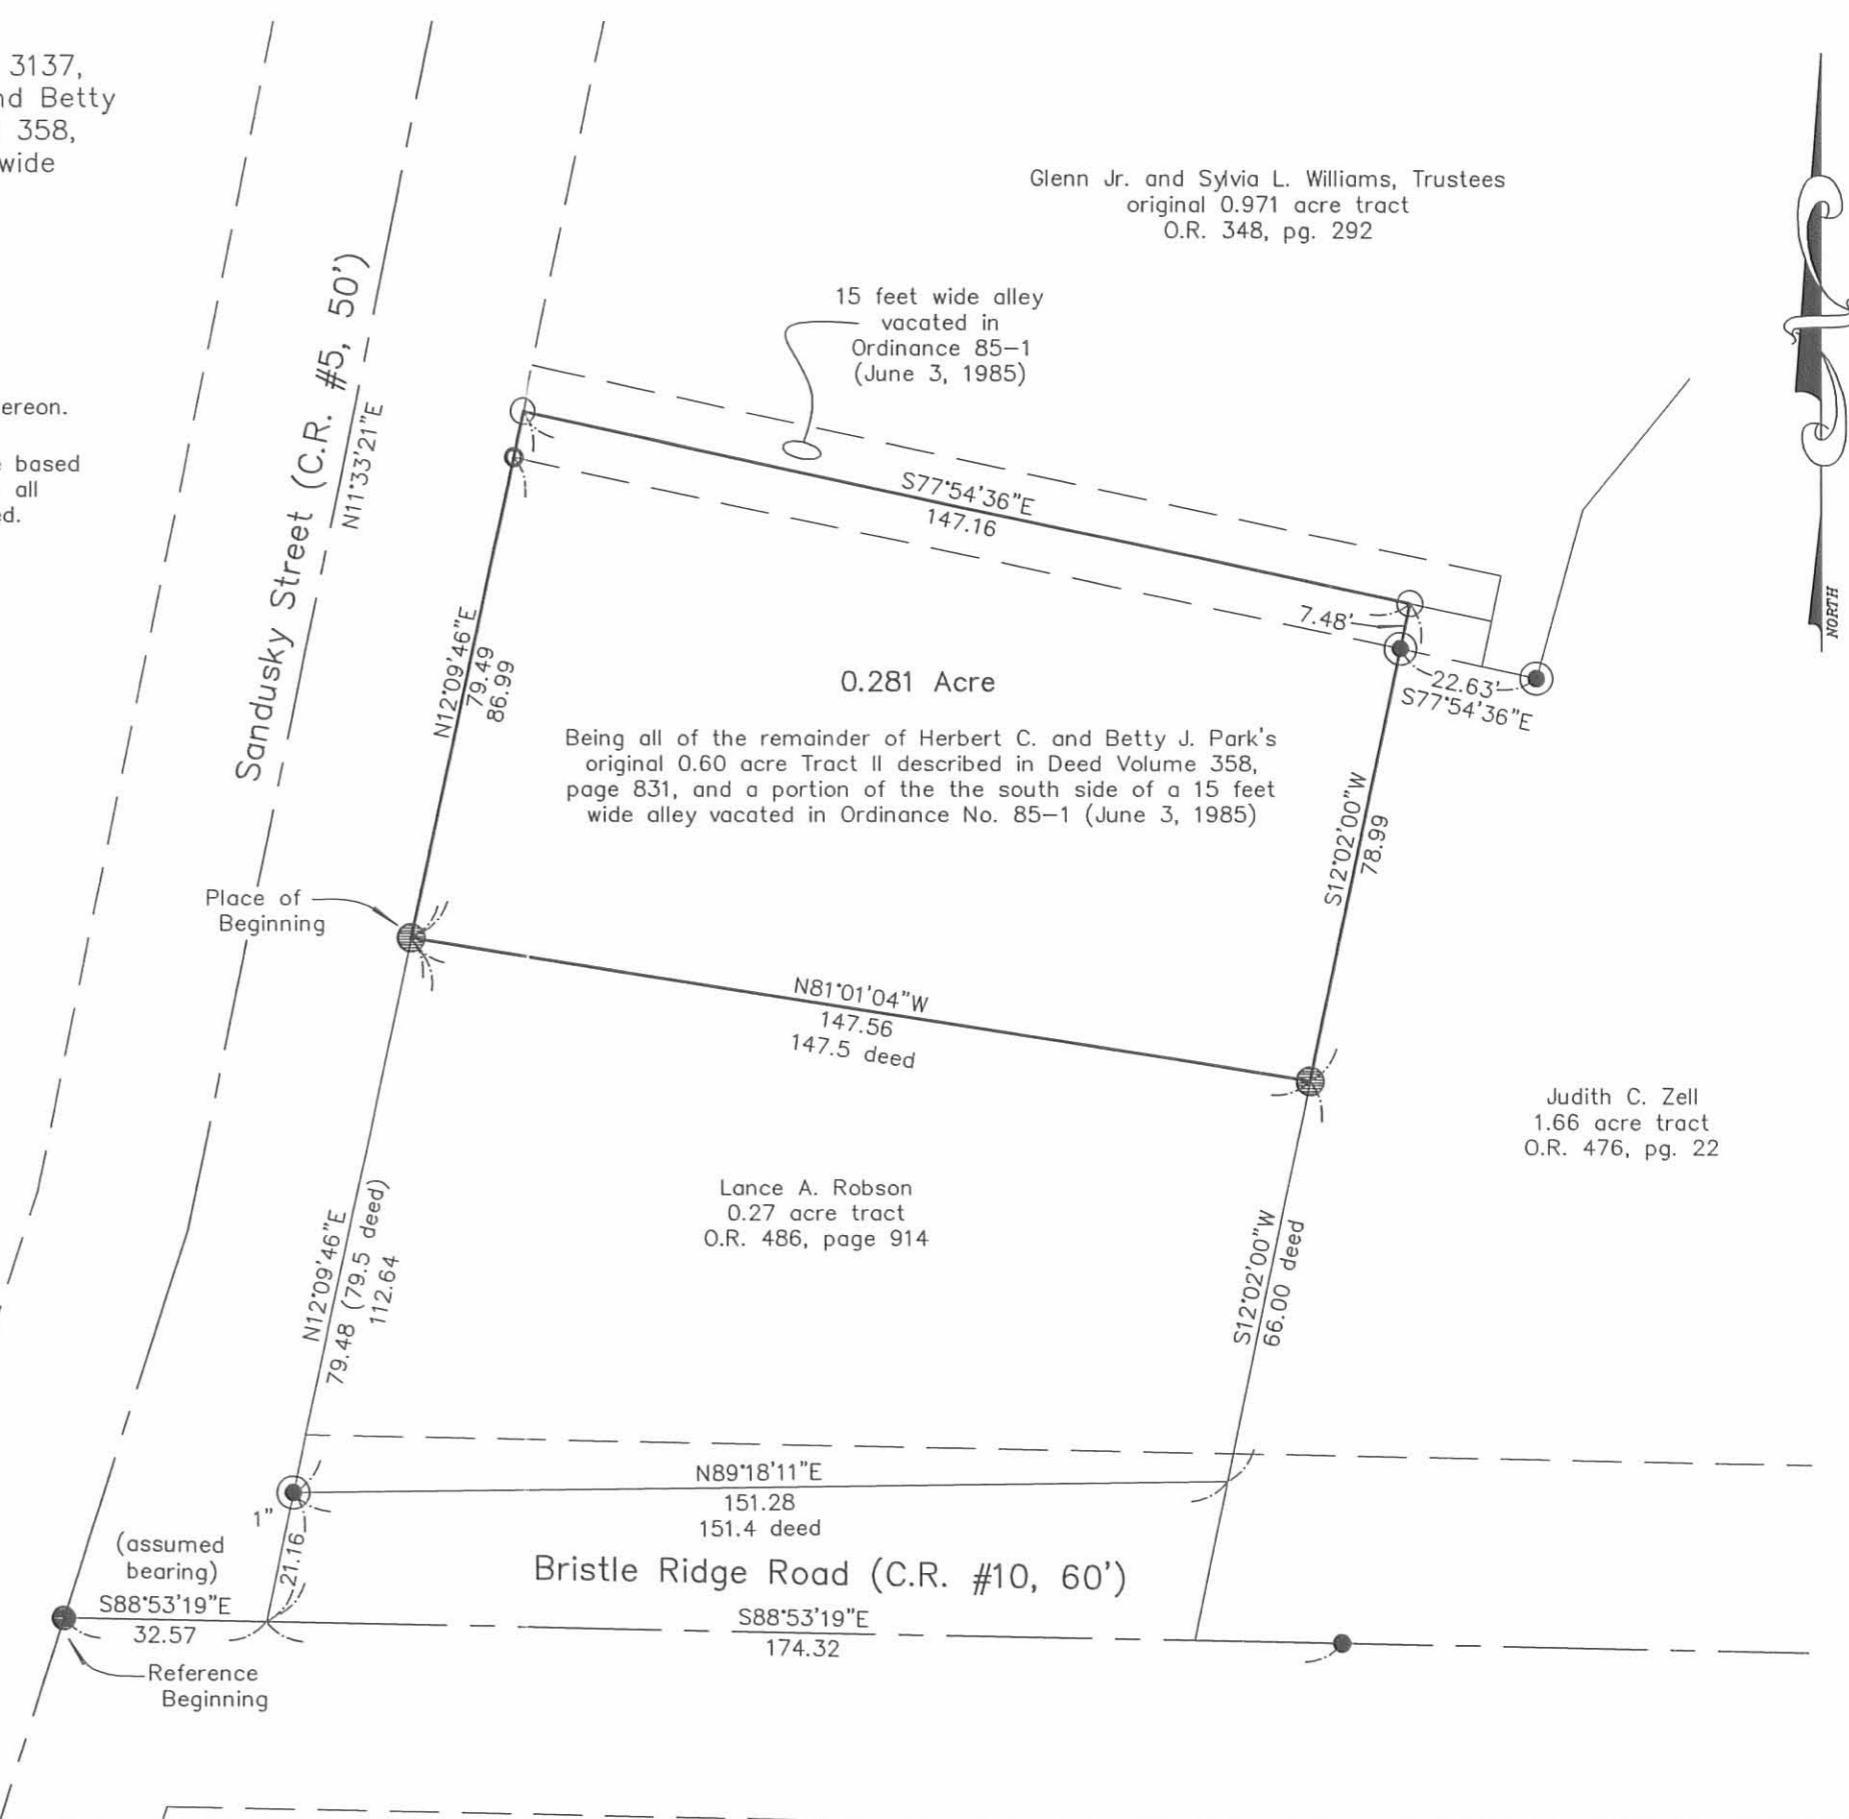 3137,
nd Betty
358,
wide
ereon.
based
all
ed.
Sandusky Street (C.R. #5, 50')
N11°33'21"E
Glenn Jr. and Sylvia L. Williams, Trustees
original 0.971 acre tract
O.R. 348, pg. 292
15 feet wide alley
vacated in
Ordinance 85-1
(June 3, 1985)
NORTH
S77°54'36"E
147.16
7.48'
22.63'
S77°54'36"E
N12°09'46"E
79.49
86.99
0.281 Acre
Being all of the remainder of Herbert C. and Betty J. Park's
original 0.60 acre Tract II described in Deed Volume 358,
page 831, and a portion of the the south side of a 15 feet
wide alley vacated in Ordinance No. 85-1 (June 3, 1985)
S12°02'00"W
78.99
Place of
Beginning
N81°01'04"W
147.56
147.5 deed
Judith C. Zell
1.66 acre tract
O.R. 476, pg. 22
Lance A. Robson
0.27 acre tract
O.R. 486, page 914
N12°09'46"E
79.48 (79.5 deed)
112.64
S12°02'00"W
66.00 deed
N89°18'11"E
151.28
151.4 deed
1"
21.16
(assumed
bearing)
S88°53'19"E
32.57
Bristle Ridge Road (C.R. #10, 60')
S88°53'19"E
174.32
Reference
Beginning